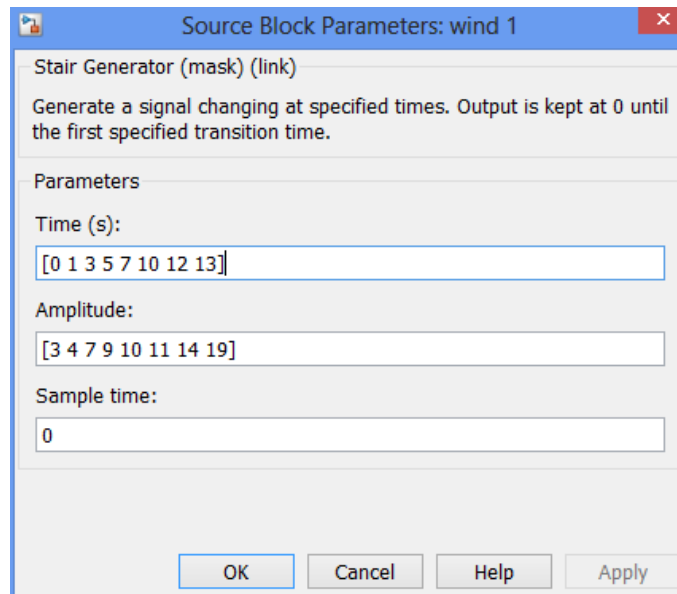 Source Block Parameters: wind 1
Stair Generator (mask) (link)
Generate a signal changing at specified times. Output is kept at 0 until
the first specified transition time.
Parameters
Time (s):
[0 1 3 5 7 10 12 13]
Amplitude:
[3 4 7 9 10 11 14 19]
Sample time:
0
OK Cancel Help Apply